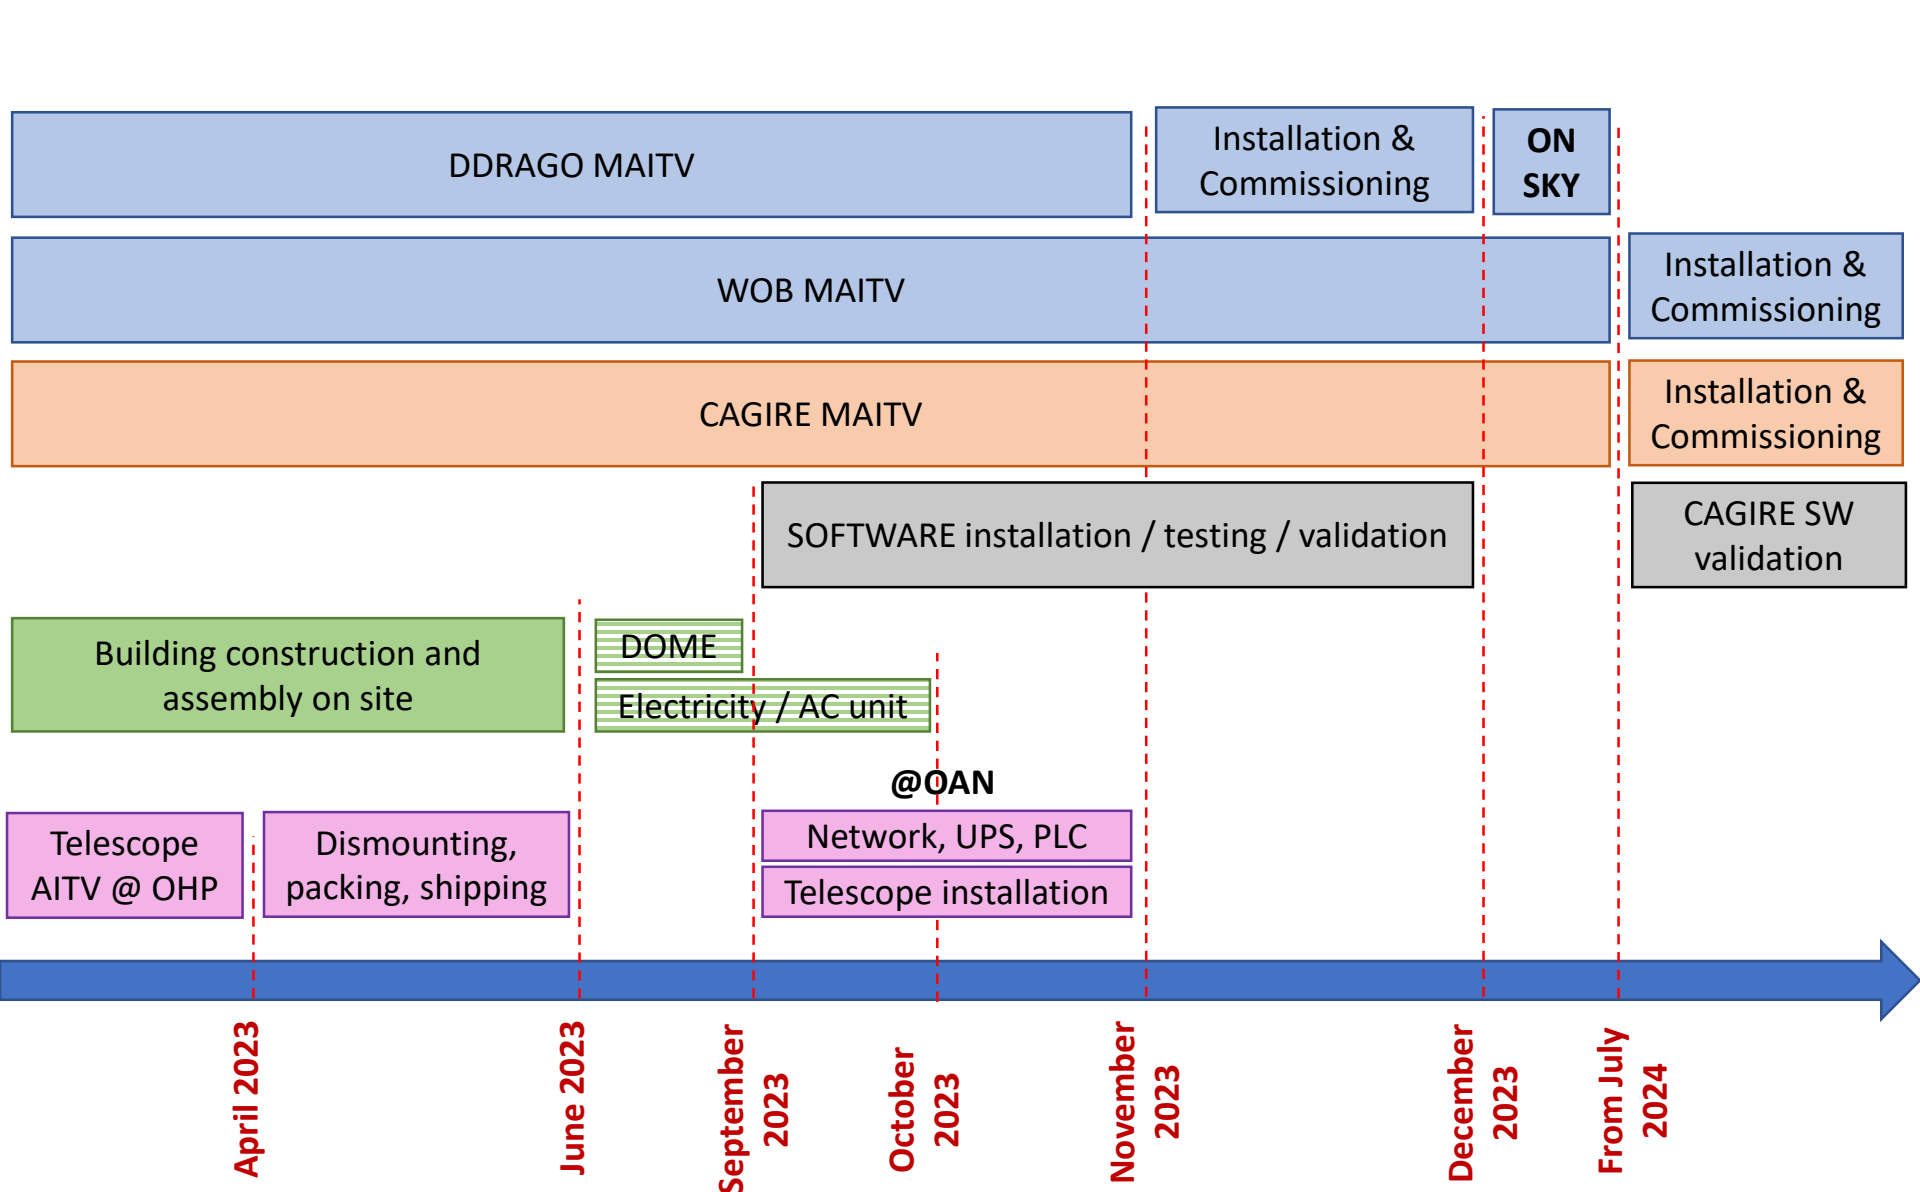 DDRAGO MAITV
Installation &
Commissioning
ON
SKY
WOB MAITV
Installation &
Commissioning
CAGIRE MAITV
Installation &
Commissioning
SOFTWARE installation / testing / validation
CAGIRE SW
validation
Building construction and
assembly on site
DOME
Electricity / AC unit
@OAN
Telescope
AITV @ OHP
Dismounting,
packing, shipping
Network, UPS, PLC
Telescope installation
April 2023
June 2023
September
2023
October
2023
November
2023
December
2023
From July
2024